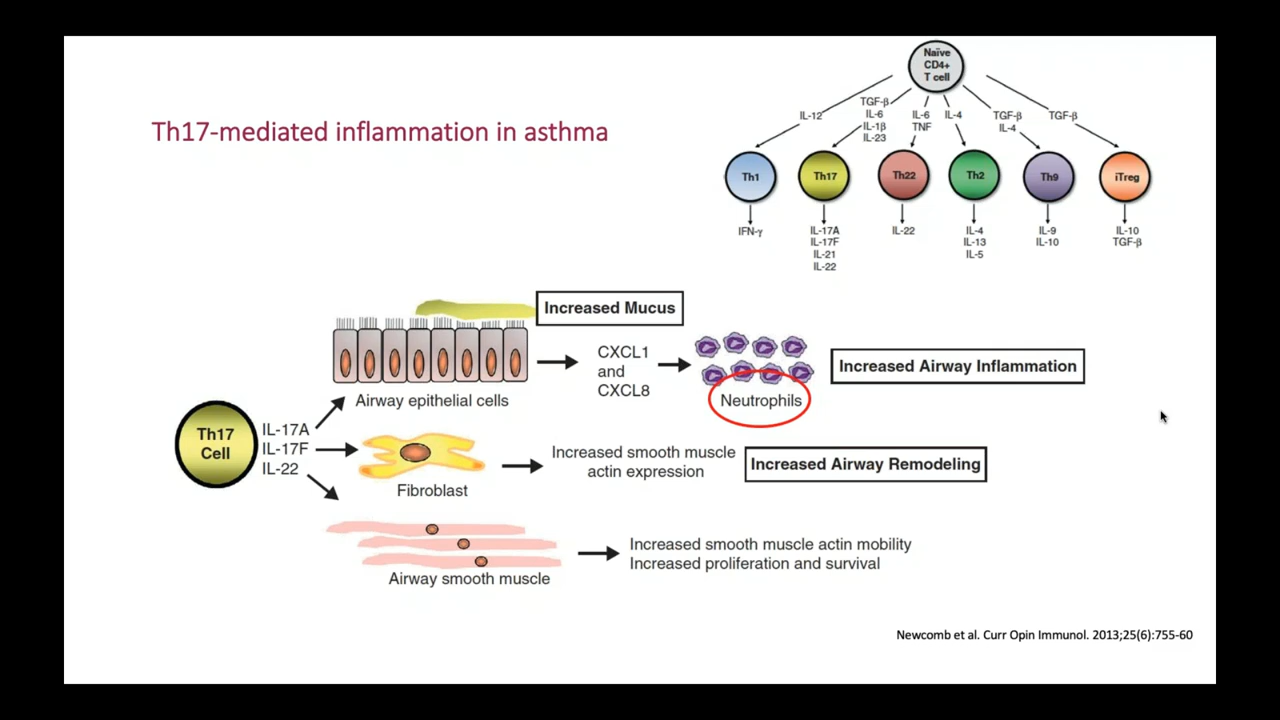 Th17-mediated inflammation in asthma
Naïve
CD4+
T cell
IL-12
TGF-β
IL-6
IL-1β
IL-23
IL-6
TNF
IL-4
TGF-β
IL-4
TGF-β
Th1
Th17
Th22
Th2
Th9
iTreg
IFN-γ
IL-17A
IL-17F
IL-21
IL-22
IL-22
IL-4
IL-13
IL-5
IL-9
IL-10
IL-10
TGF-β
Increased Mucus
CXCL1
and
CXCL8
Increased Airway Inflammation
Airway epithelial cells
Neutrophils
Th17
Cell
IL-17A
IL-17F
IL-22
Fibroblast
Increased smooth muscle
actin expression
Increased Airway Remodeling
Airway smooth muscle
Increased smooth muscle actin mobility
Increased proliferation and survival
Newcomb et al. Curr Opin Immunol. 2013;25(6):755-60